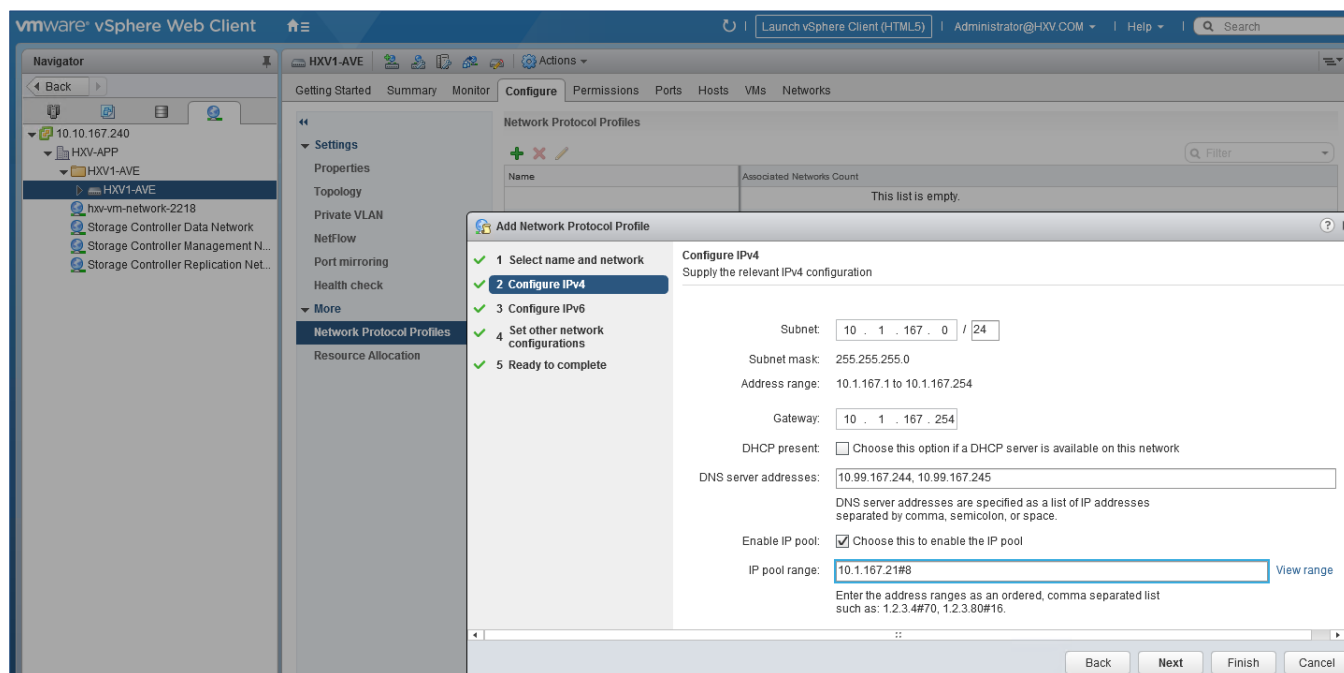 vmware® vSphere Web Client
Launch vSphere Client (HTML5)
Administrator@HXV.COM
Help
Search
Navigator
Back
10.10.167.240
HXV-APP
HXV1-AVE
HXV1-AVE
hxv-vm-network-2218
Storage Controller Data Network
Storage Controller Management N...
Storage Controller Replication Net...
HXV1-AVE
Actions
Getting Started Summary Monitor Configure Permissions Ports Hosts VMs Networks
Settings
Properties
Topology
Private VLAN
NetFlow
Port mirroring
Health check
More
Network Protocol Profiles
Resource Allocation
Network Protocol Profiles
Filter
Name Associated Networks Count
This list is empty.
Add Network Protocol Profile
?
1 Select name and network
2 Configure IPv4
3 Configure IPv6
4 Set other network
configurations
5 Ready to complete
Configure IPv4
Supply the relevant IPv4 configuration
Subnet: 10 . 1 . 167 . 0 / 24
Subnet mask: 255.255.255.0
Address range: 10.1.167.1 to 10.1.167.254
Gateway: 10 . 1 . 167 . 254
DHCP present: Choose this option if a DHCP server is available on this network
DNS server addresses: 10.99.167.244, 10.99.167.245
DNS server addresses are specified as a list of IP addresses
separated by comma, semicolon, or space.
Enable IP pool: Choose this to enable the IP pool
IP pool range: 10.1.167.21#8 View range
Enter the address ranges as an ordered, comma separated list
such as: 1.2.3.4#70, 1.2.3.80#16.
Back Next Finish Cancel